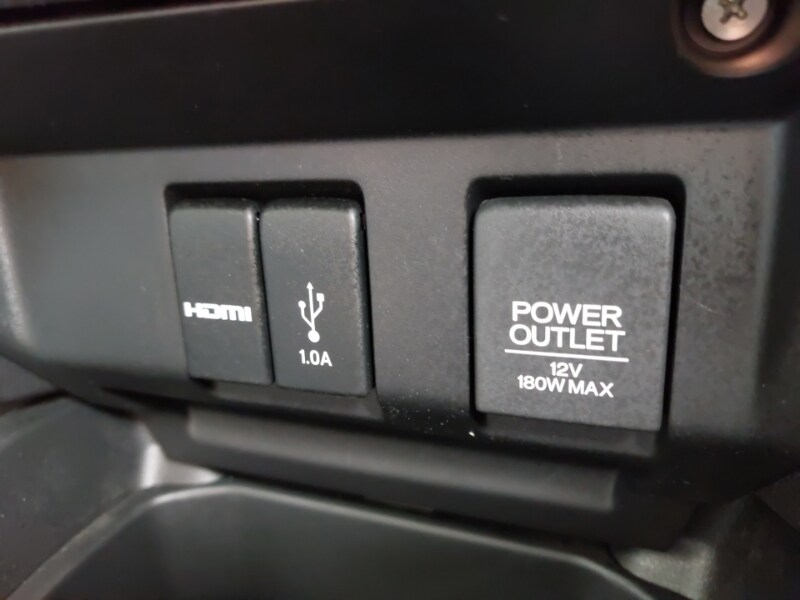 HDMI
1.0A
POWER
OUTLET
12V
180W MAX